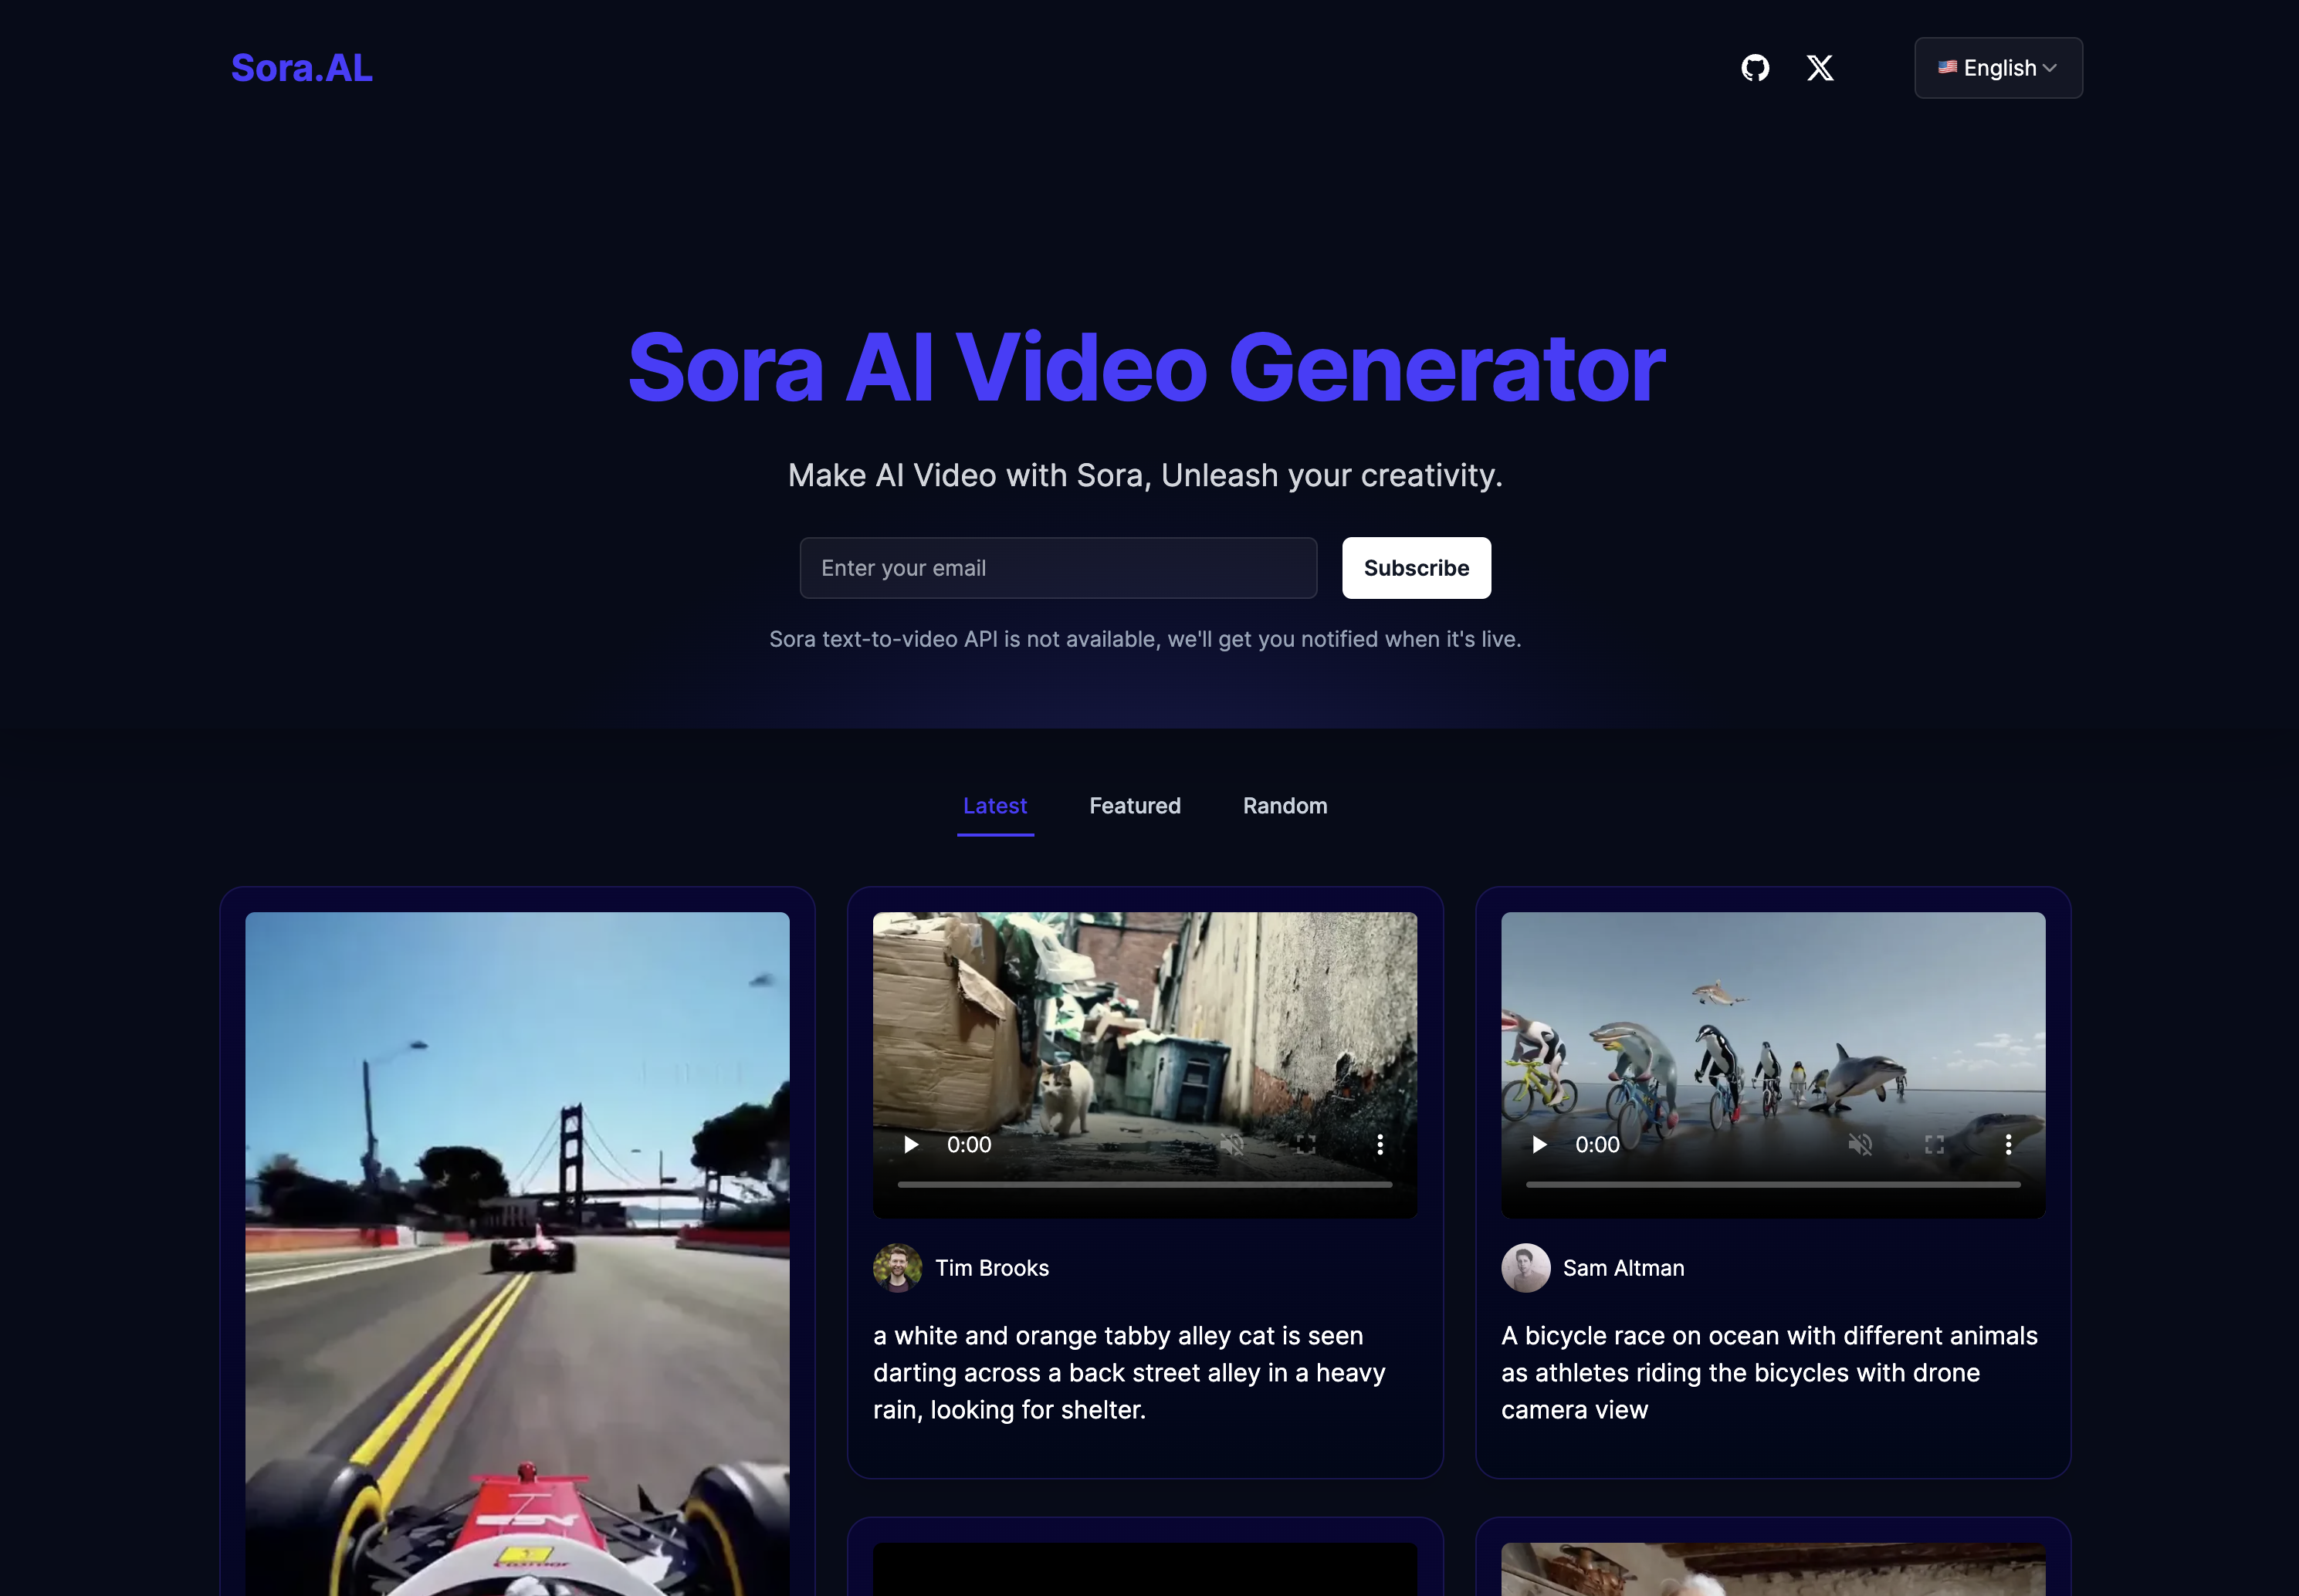 Sora.AL
English
Sora AI Video Generator
Make AI Video with Sora, Unleash your creativity.
Enter your email
Subscribe
Sora text-to-video API is not available, we'll get you notified when it's live.
Latest
Featured
Random
0:00
Tim Brooks
a white and orange tabby alley cat is seen
darting across a back street alley in a heavy
rain, looking for shelter.
0:00
Sam Altman
A bicycle race on ocean with different animals
as athletes riding the bicycles with drone
camera view